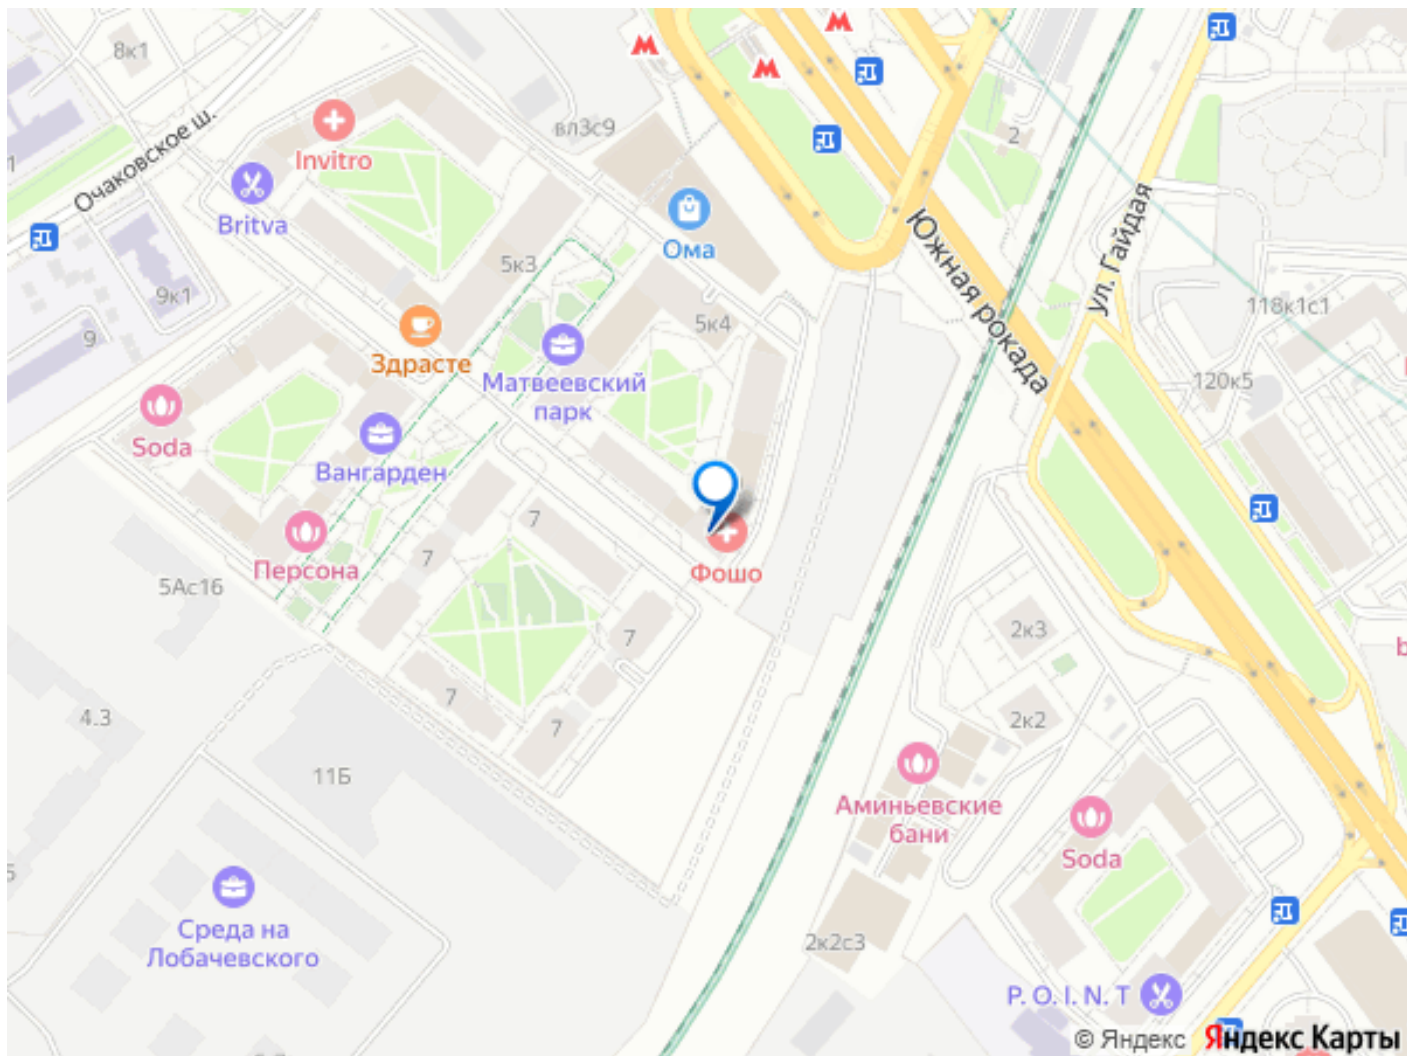 8к1
вл3с9
2
Очаковское ш.
Invitro
Britva
Ома
Южная рокада
ул. Гайдая
5к3
9к1
9
5к4
118к1с1
Здрасте
Матвеевский
парк
120к5
Soda
Вангарден
7
7
Персона
Фошо
5Ас16
7
2к3
7
7
2к2
4.3
11Б
Аминьевские
бани
Soda
Среда на
Лобачевского
2к2с3
P. O. I. N. T
© Яндекс Яндекс Карты